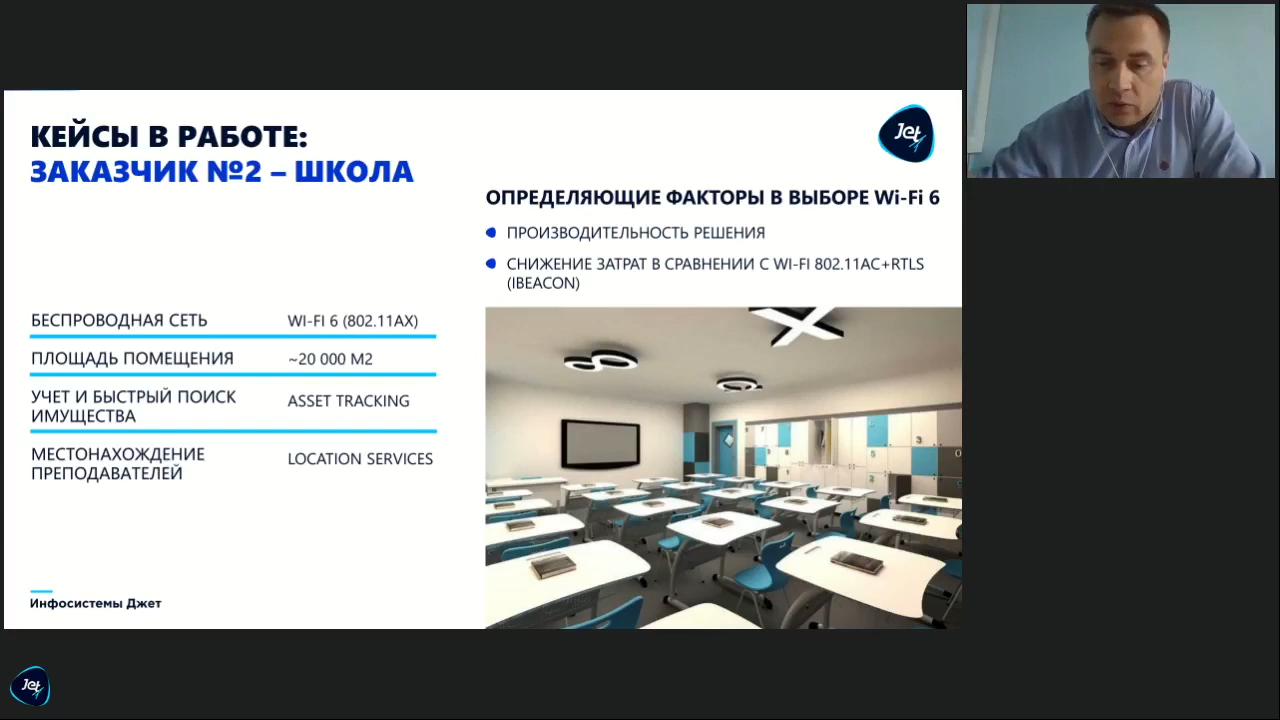 КЕЙСЫ В РАБОТЕ:
ЗАКАЗЧИК №2 – ШКОЛА
Jet
ОПРЕДЕЛЯЮЩИЕ ФАКТОРЫ В ВЫБОРЕ Wi-Fi 6
ПРОИЗВОДИТЕЛЬНОСТЬ РЕШЕНИЯ
СНИЖЕНИЕ ЗАТРАТ В СРАВНЕНИИ С WI-FI 802.11AC+RTLS
(IBEACON)
БЕСПРОВОДНАЯ СЕТЬ WI-FI 6 (802.11AX)
ПЛОЩАДЬ ПОМЕЩЕНИЯ ~20 000 М2
УЧЕТ И БЫСТРЫЙ ПОИСК ASSET TRACKING
ИМУЩЕСТВА
МЕСТОНАХОЖДЕНИЕ LOCATION SERVICES
ПРЕПОДАВАТЕЛЕЙ
Инфосистемы Джет
Jet